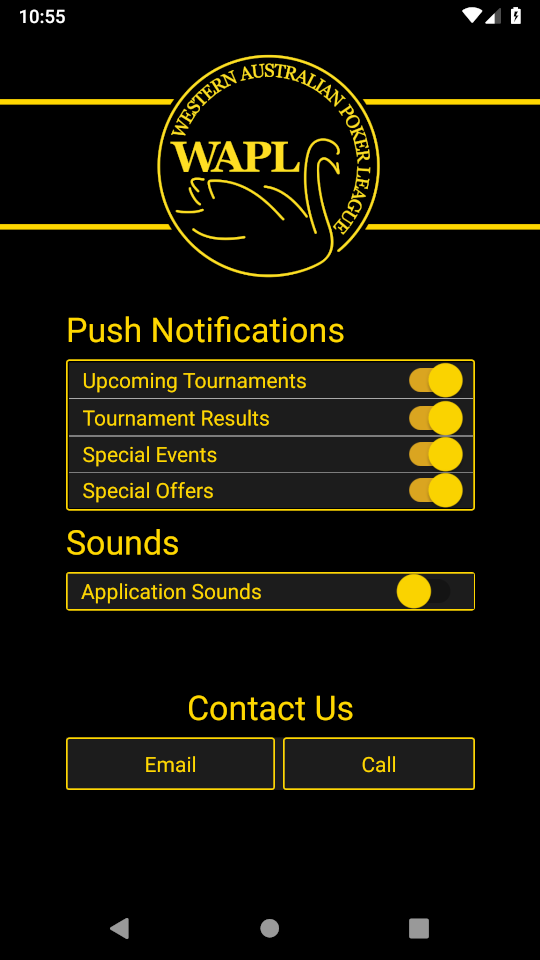 10:55
WESTERN AUSTRALIAN POKER LEAGUE
WAPL
Push Notifications
Upcoming Tournaments
Tournament Results
Special Events
Special Offers
Sounds
Application Sounds
Contact Us
Email
Call